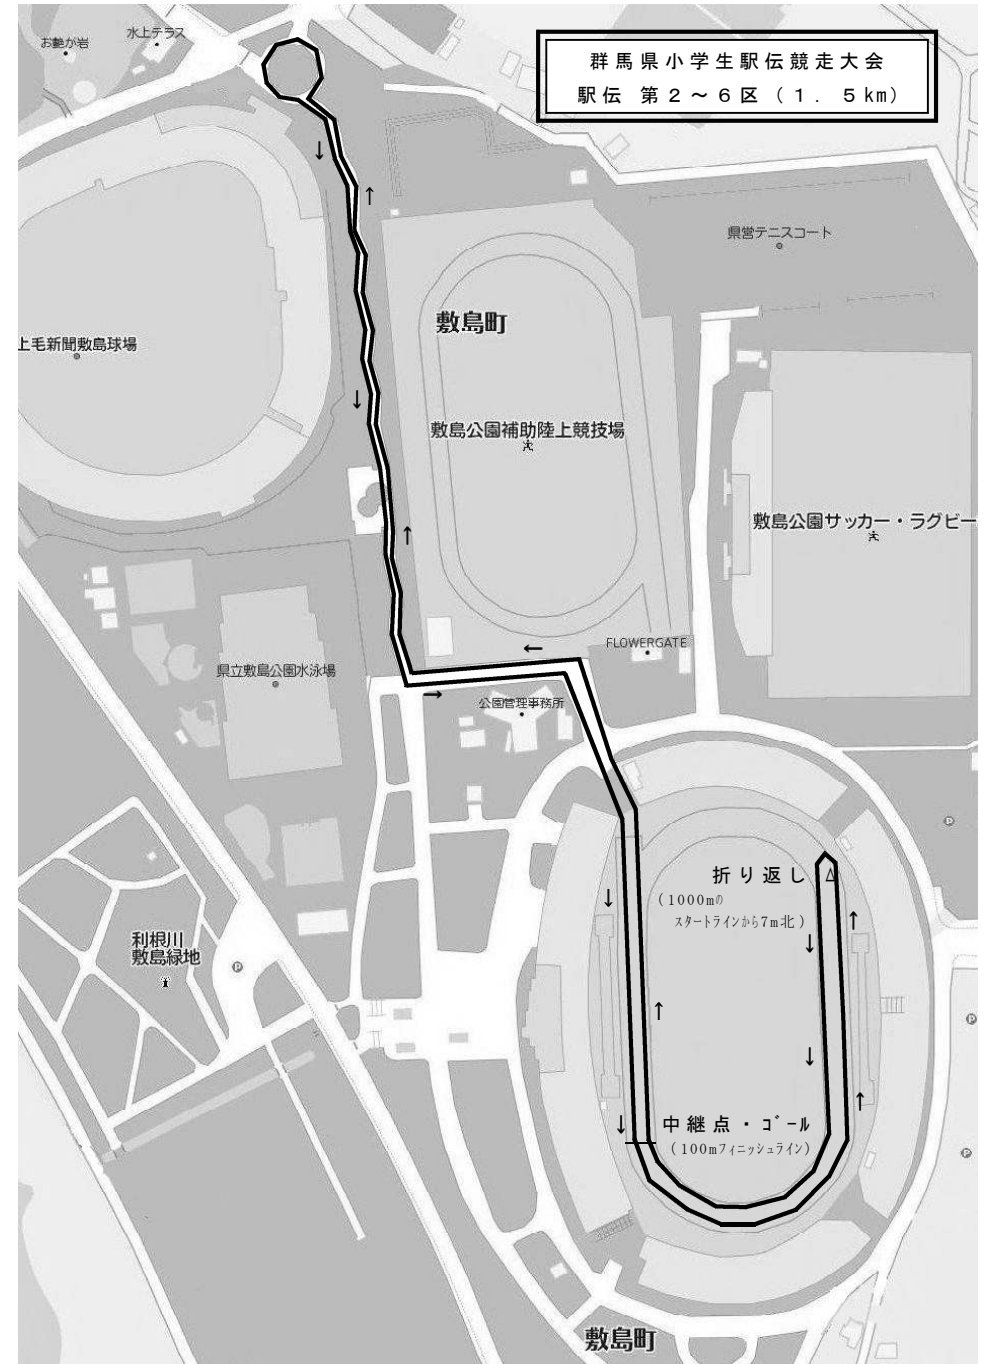 群馬県小学生駅伝競走大会
駅伝 第2～6区(1.5km)
お艶が岩
水上テラス
県営テニスコート
敷島町
上毛新聞敷島球場
敷島公園補助陸上競技場
敷島公園サッカー・ラグビー
FLOWERGATE
県立敷島公園水泳場
公園管理事務所
折り返し
(1000mの
スタートラインから7m北)
利根川
敷島緑地
中継点・ゴール
(100mフィニッシュライン)
敷島町